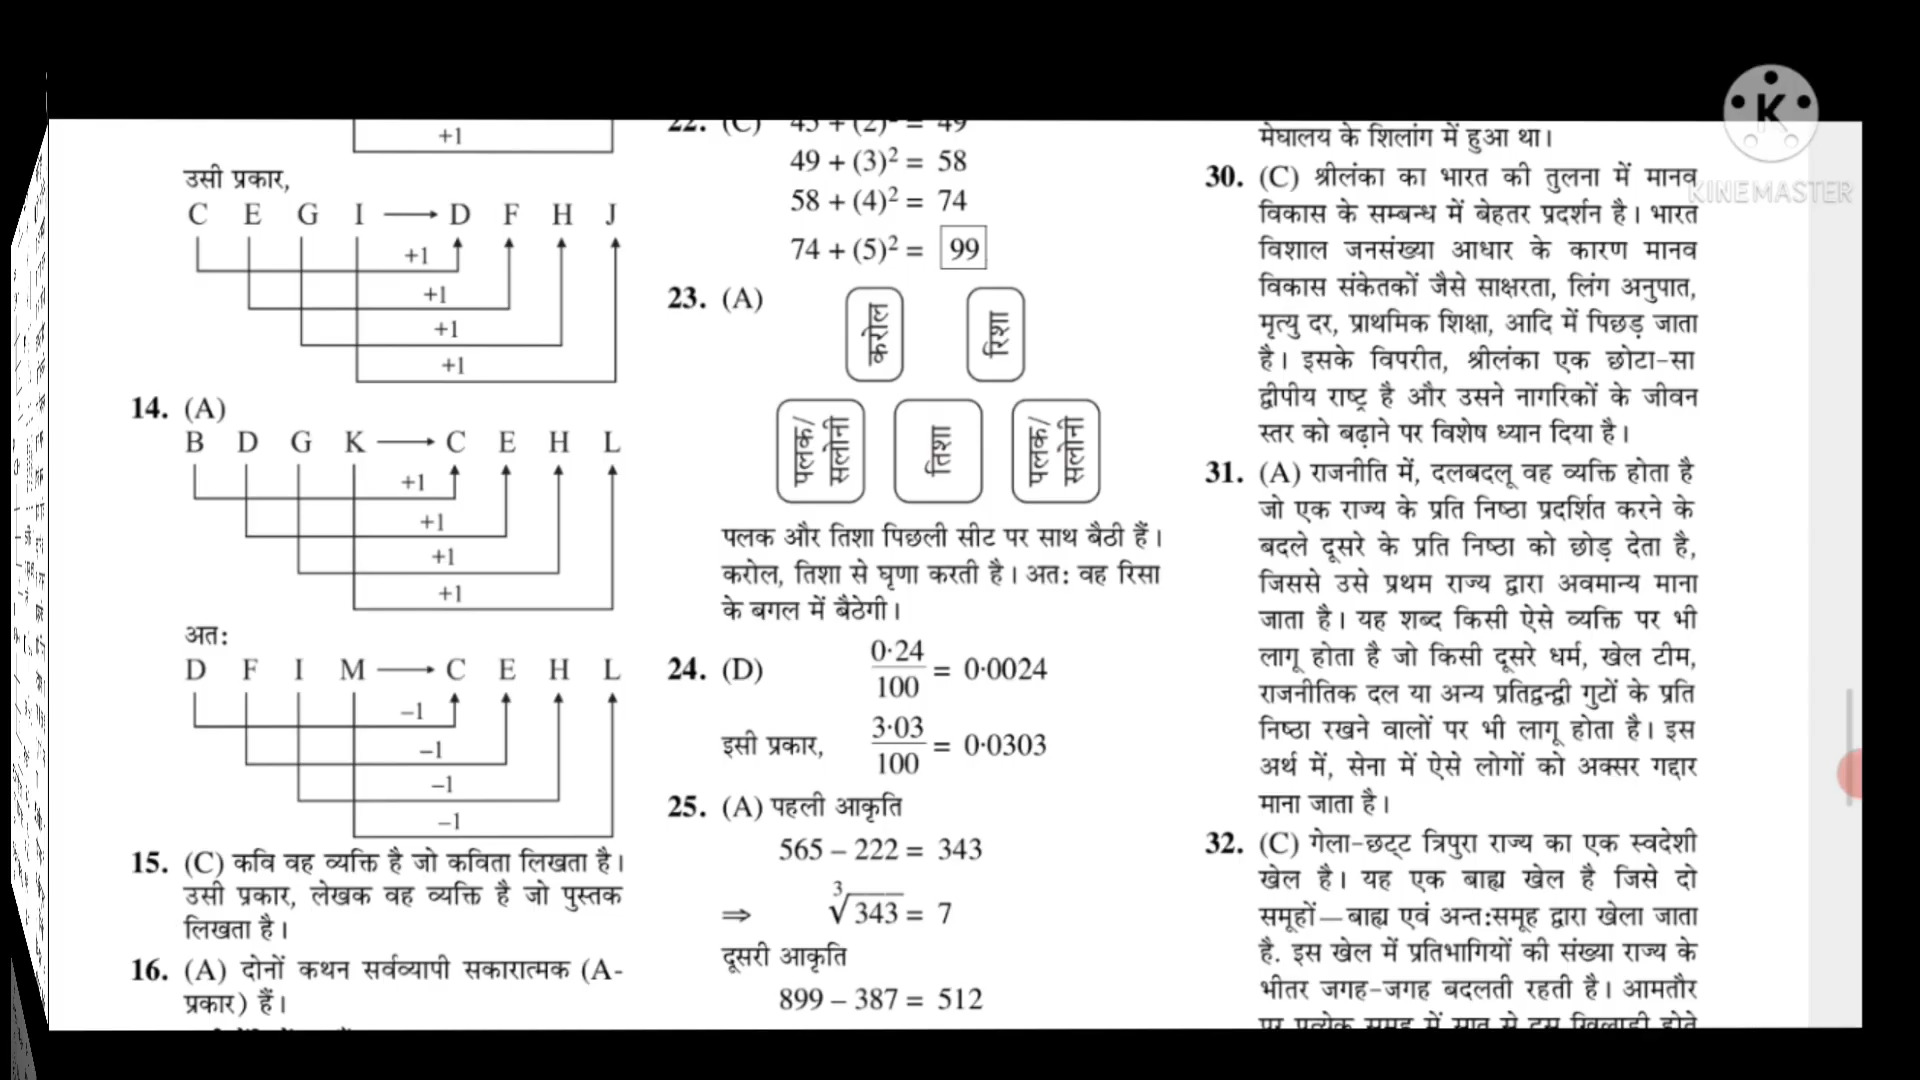 +1
उसी प्रकार,
C E G I ⟶ D F H J
+1
+1
+1
+1
14. (A)
B D G K ⟶ C E H L
+1
+1
+1
+1
अतः
D F I M ⟶ C E H L
–1
–1
–1
–1
15. (C) कवि वह व्यक्ति है जो कविता लिखता है।
उसी प्रकार, लेखक वह व्यक्ति है जो पुस्तक
लिखता है।
16. (A) दोनों कथन सर्वव्यापी सकारात्मक (A-
प्रकार) हैं।
22. (C) 45 + (2)² = 49
49 + (3)² = 58
58 + (4)² = 74
74 + (5)² = 99
23. (A)
करोल
रिशा
पलक/
सलोनी
तिशा
पलक/
सलोनी
पलक और तिशा पिछली सीट पर साथ बैठी हैं।
करोल, तिशा से घृणा करती है। अतः वह रिसा
के बगल में बैठेगी।
24. (D) 0·24/100 = 0·0024
इसी प्रकार, 3·03/100 = 0·0303
25. (A) पहली आकृति
565 – 222 = 343
⇒ ∛343 = 7
दूसरी आकृति
899 – 387 = 512
मेघालय के शिलांग में हुआ था।
30. (C) श्रीलंका का भारत की तुलना में मानव
विकास के सम्बन्ध में बेहतर प्रदर्शन है। भारत
विशाल जनसंख्या आधार के कारण मानव
विकास संकेतकों जैसे साक्षरता, लिंग अनुपात,
मृत्यु दर, प्राथमिक शिक्षा, आदि में पिछड़ जाता
है। इसके विपरीत, श्रीलंका एक छोटा-सा
द्वीपीय राष्ट्र है और उसने नागरिकों के जीवन
स्तर को बढ़ाने पर विशेष ध्यान दिया है।
31. (A) राजनीति में, दलबदलू वह व्यक्ति होता है
जो एक राज्य के प्रति निष्ठा प्रदर्शित करने के
बदले दूसरे के प्रति निष्ठा को छोड़ देता है,
जिससे उसे प्रथम राज्य द्वारा अवमान्य माना
जाता है। यह शब्द किसी ऐसे व्यक्ति पर भी
लागू होता है जो किसी दूसरे धर्म, खेल टीम,
राजनीतिक दल या अन्य प्रतिद्वन्द्वी गुटों के प्रति
निष्ठा रखने वालों पर भी लागू होता है। इस
अर्थ में, सेना में ऐसे लोगों को अक्सर गद्दार
माना जाता है।
32. (C) गेला-छट्ट त्रिपुरा राज्य का एक स्वदेशी
खेल है। यह एक बाह्य खेल है जिसे दो
समूहों—बाह्य एवं अन्तःसमूह द्वारा खेला जाता
है. इस खेल में प्रतिभागियों की संख्या राज्य के
भीतर जगह-जगह बदलती रहती है। आमतौर
पर प्रत्येक समूह में सात से दस खिलाड़ी होते
K
KINEMASTER